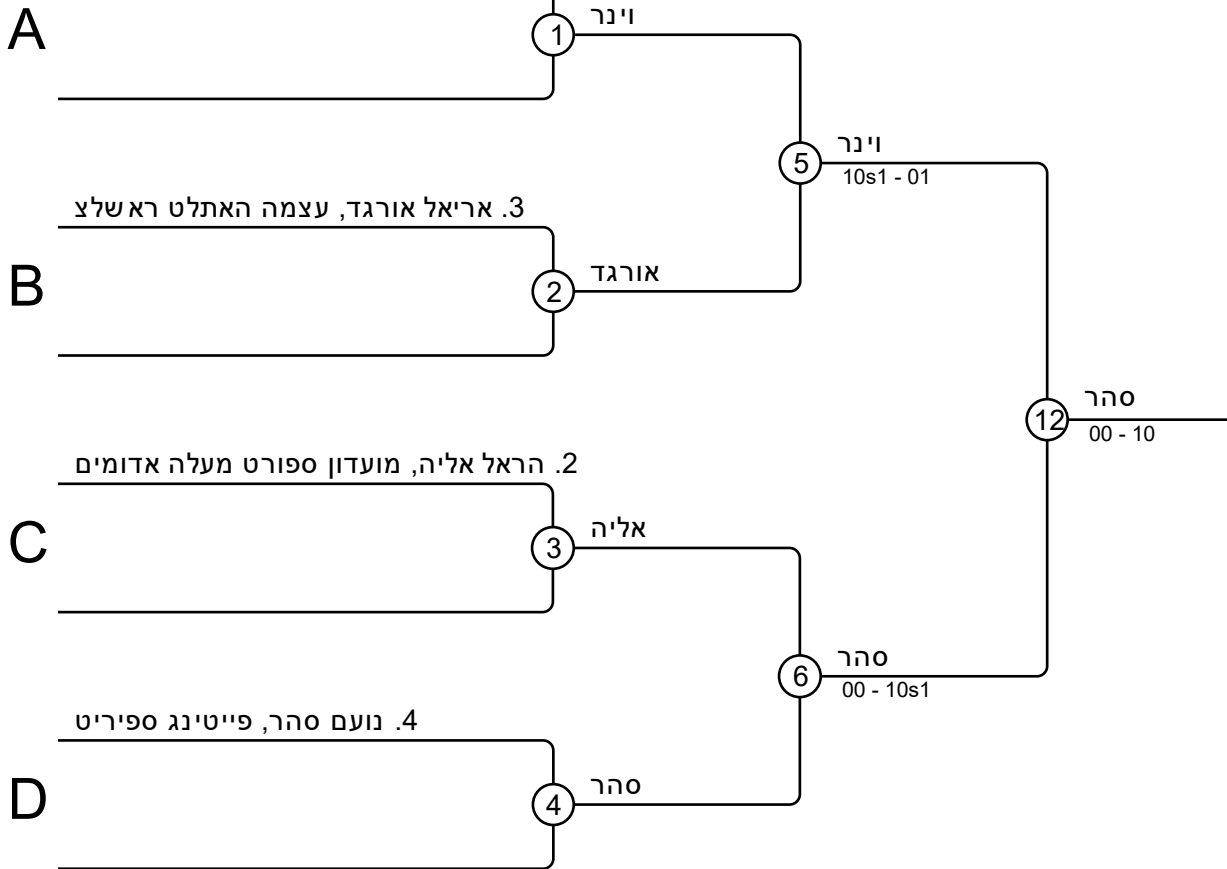 A
1
וינר
5
וינר
10s1 - 01
3. אריאל אורגד, עצמה האתלט ראשלצ
B
2
אורגד
12
סהר
00 - 10
2. הראל אליה, מועדון ספורט מעלה אדומים
C
3
אליה
6
סהר
00 - 10s1
4. נועם סהר, פייטינג ספיריט
D
4
סהר